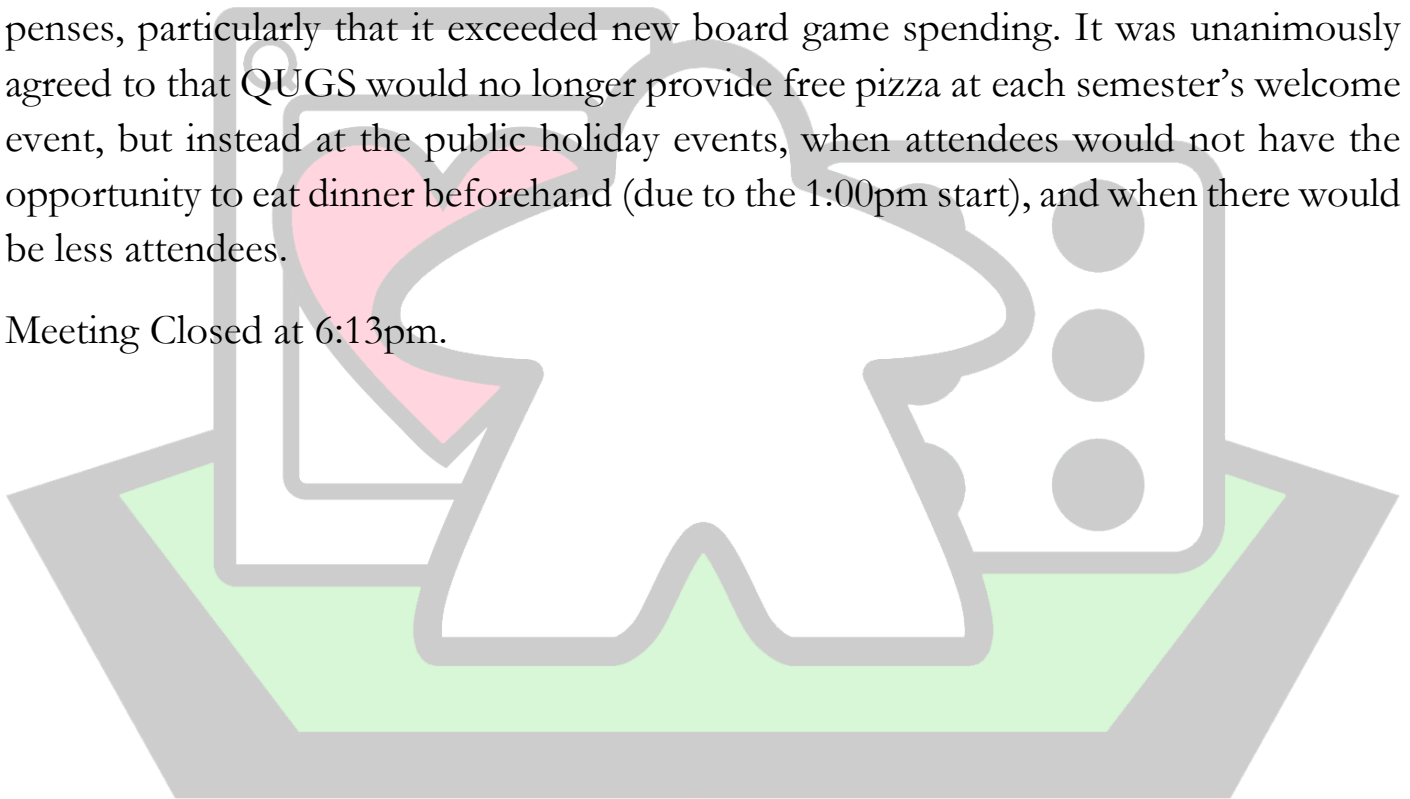 penses, particularly that it exceeded new board game spending. It was unanimously
agreed to that QUGS would no longer provide free pizza at each semester’s welcome
event, but instead at the public holiday events, when attendees would not have the
opportunity to eat dinner beforehand (due to the 1:00pm start), and when there would
be less attendees.
Meeting Closed at 6:13pm.